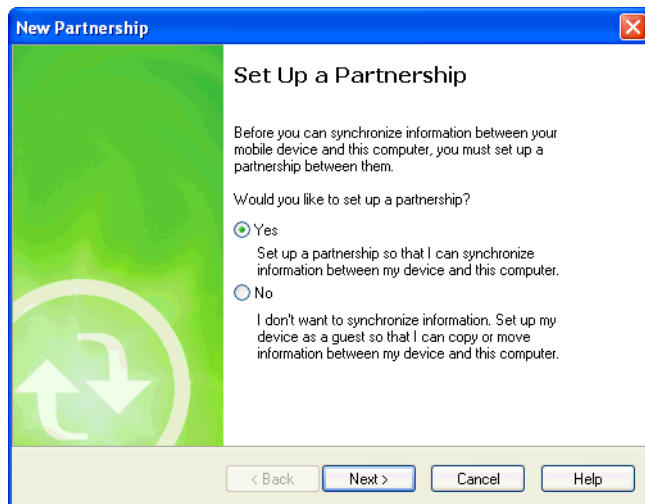 New Partnership
Set Up a Partnership
Before you can synchronize information between your
mobile device and this computer, you must set up a
partnership between them.
Would you like to set up a partnership?
Yes
Set up a partnership so that I can synchronize
information between my device and this computer.
No
I don't want to synchronize information. Set up my
device as a guest so that I can copy or move
information between my device and this computer.
< Back
Next >
Cancel
Help